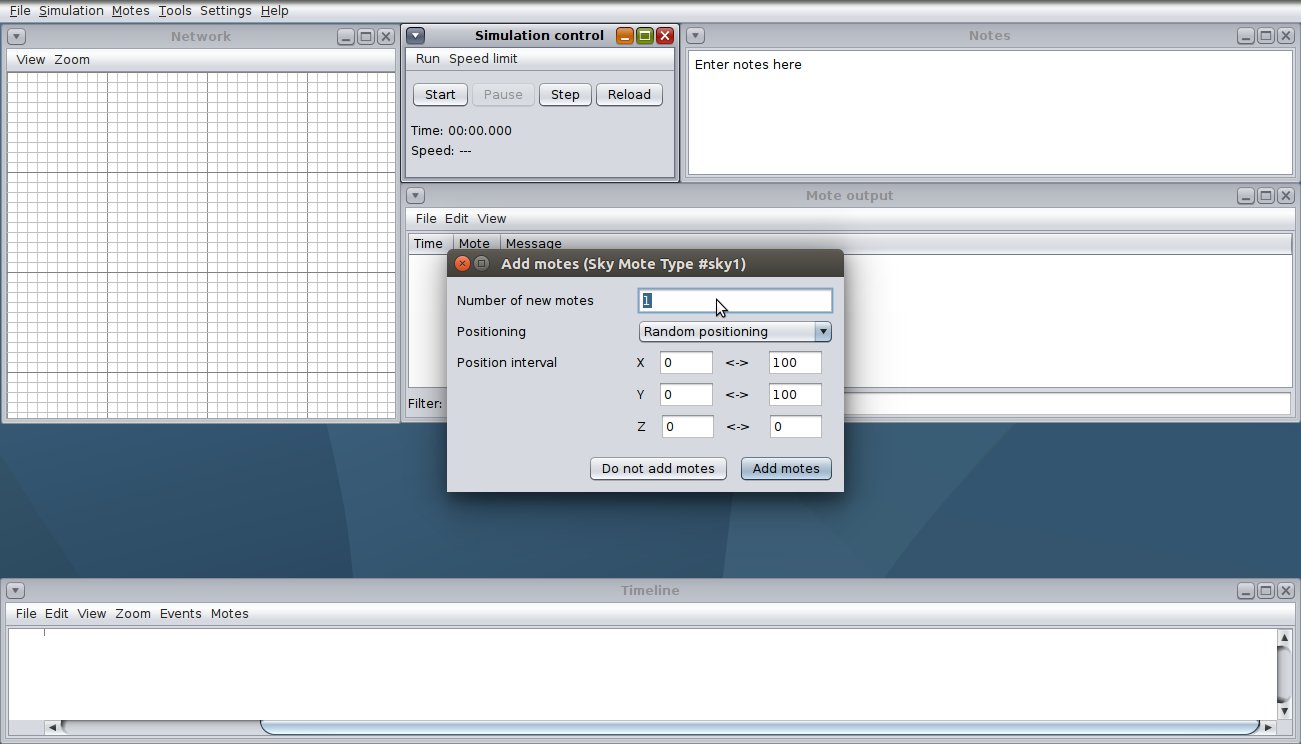 File Simulation Motes Tools Settings Help
Network
View Zoom
Simulation control
Run Speed limit
Start Pause Step Reload
Time: 00:00.000
Speed: ---
Notes
Enter notes here
Mote output
File Edit View
Time Mote Message
Filter:
Add motes (Sky Mote Type #sky1)
Number of new motes 1
Positioning Random positioning
Position interval X 0 <-> 100
Y 0 <-> 100
Z 0 <-> 0
Do not add motes Add motes
Timeline
File Edit View Zoom Events Motes